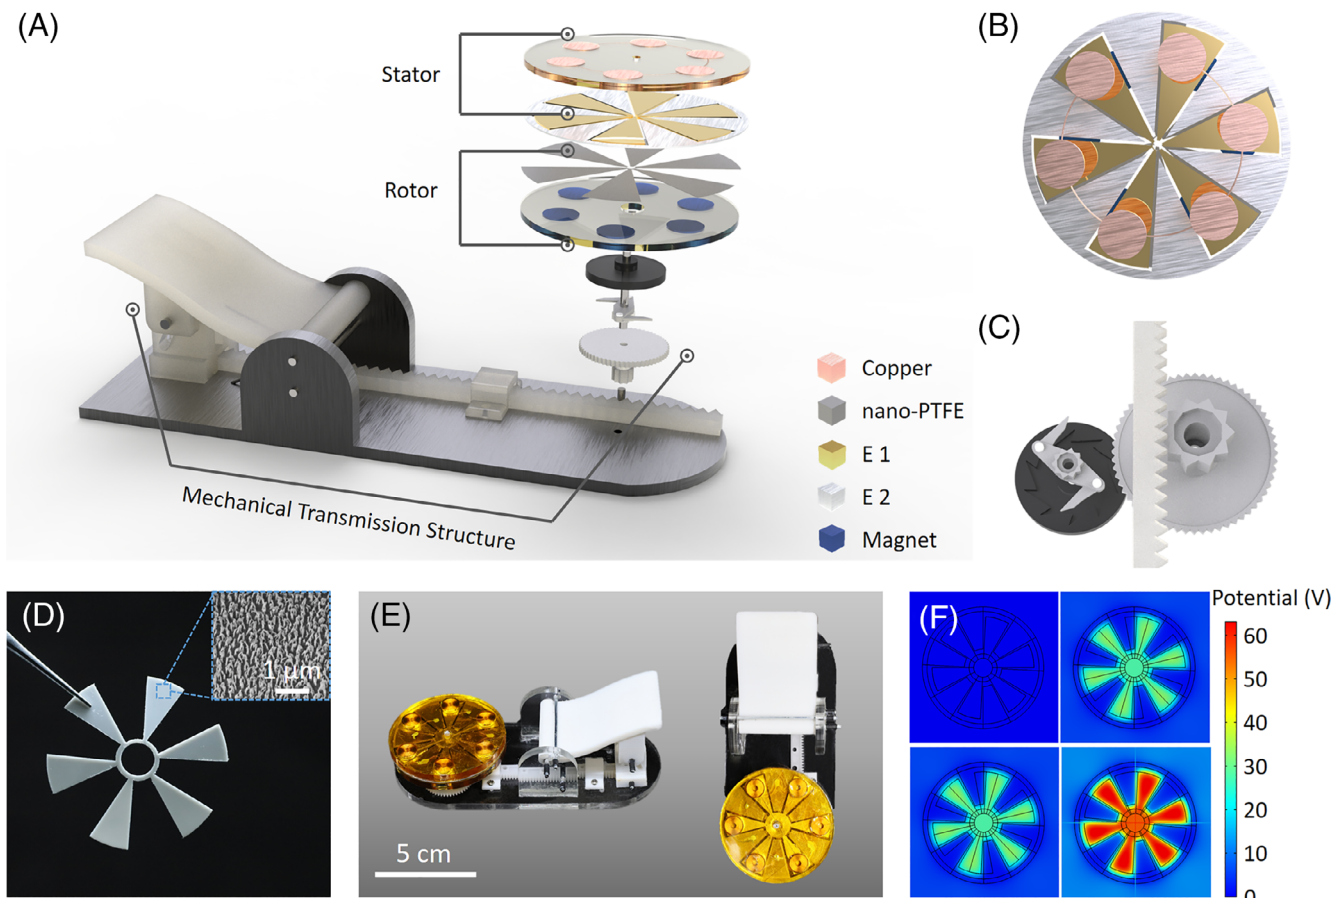 (A)
Stator
Rotor
Mechanical Transmission Structure
Copper
nano-PTFE
E 1
E 2
Magnet
(B)
(C)
(D)
1 μm
(E)
5 cm
(F)
Potential (V)
60
50
40
30
20
10
0